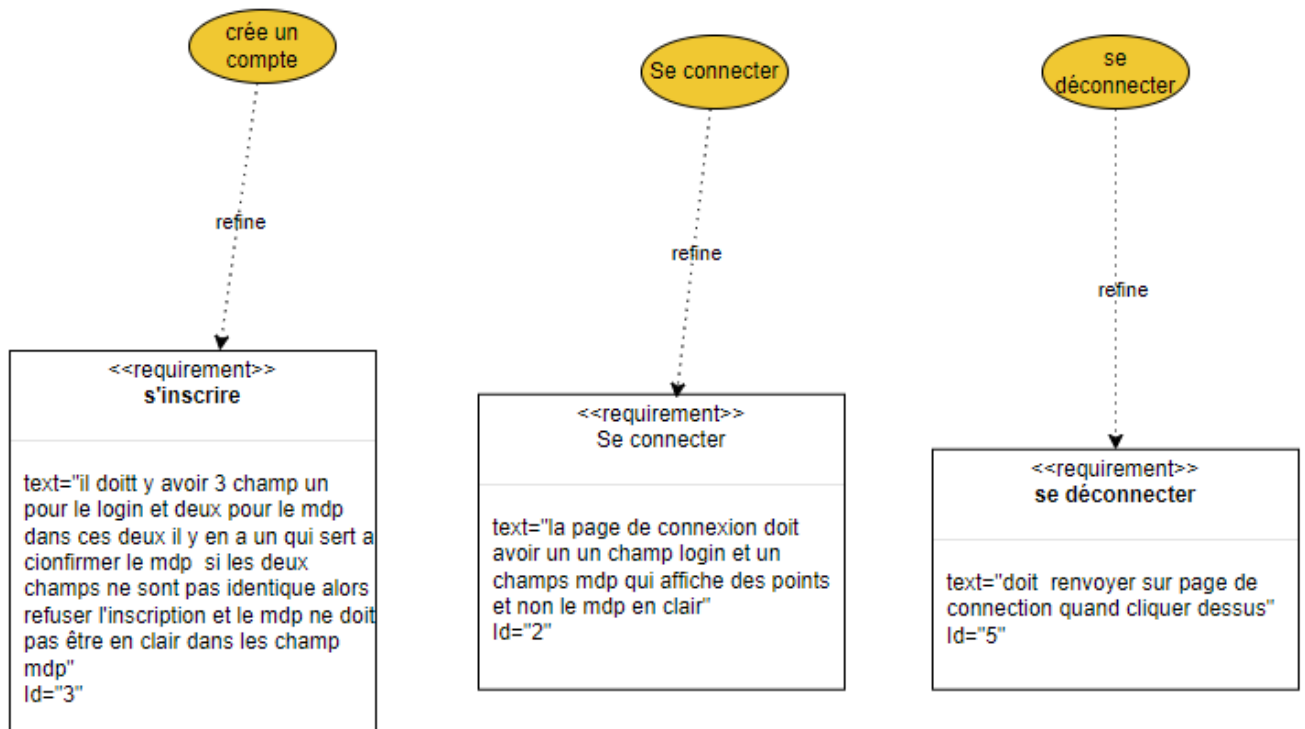 crée un
compte
Se connecter
se
déconnecter
refine
refine
refine
<<requirement>>
s'inscrire
text="il doitt y avoir 3 champ un
pour le login et deux pour le mdp
dans ces deux il y en a un qui sert a
cionfirmer le mdp  si les deux
champs ne sont pas identique alors
refuser l'inscription et le mdp ne doit
pas être en clair dans les champ
mdp"
Id="3"
<<requirement>>
Se connecter
text="la page de connexion doit
avoir un un champ login et un
champs mdp qui affiche des points
et non le mdp en clair"
Id="2"
<<requirement>>
se déconnecter
text="doit  renvoyer sur page de
connection quand cliquer dessus"
Id="5"